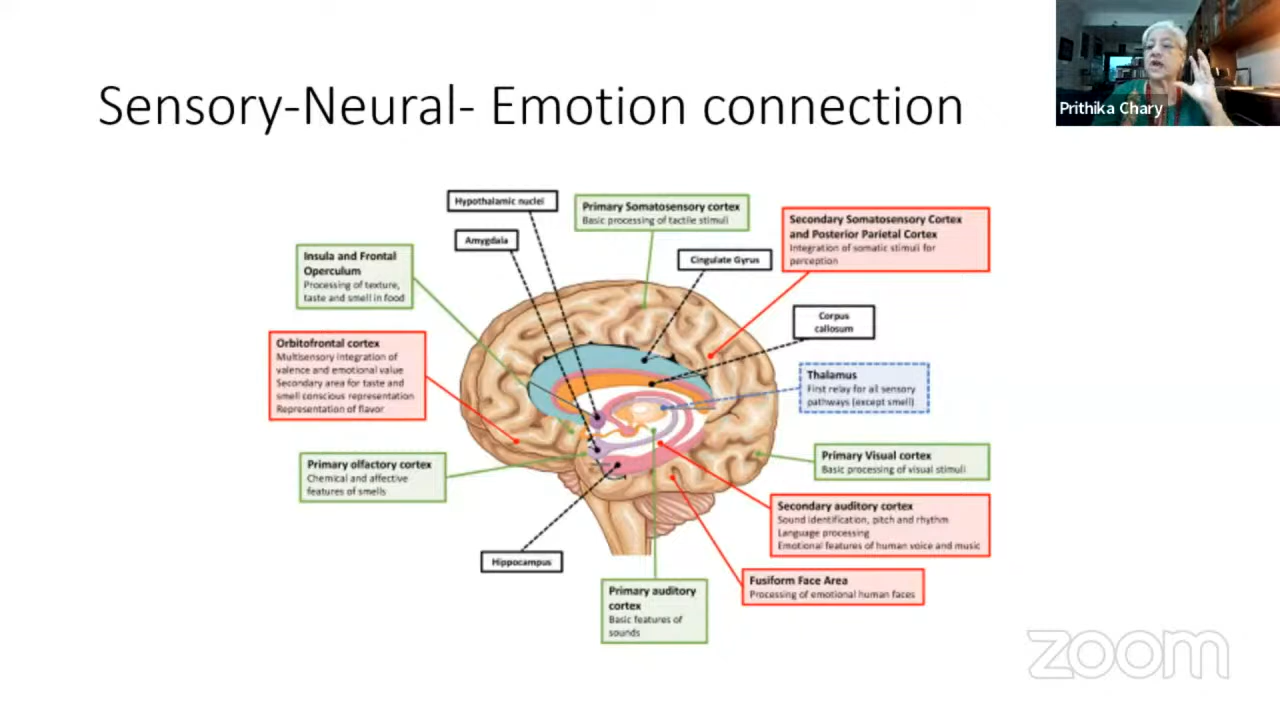 Sensory-Neural- Emotion connection
Prithika Chary
Hypothalamic nuclei
Amygdala
Primary Somatosensory cortex
Basic processing of tactile stimuli
Cingulate Gyrus
Secondary Somatosensory Cortex
and Posterior Parietal Cortex
Integration of somatic stimuli for
perception
Insula and Frontal
Operculum
Processing of texture,
taste and smell in food
Corpus
callosum
Orbitofrontal cortex
Multisensory integration of
valence and emotional value
Secondary area for taste and
smell conscious representation
Representation of flavor
Thalamus
First relay for all sensory
pathways (except smell)
Primary olfactory cortex
Chemical and affective
features of smells
Primary Visual cortex
Basic processing of visual stimuli
Secondary auditory cortex
Sound identification, pitch and rhythm
Language processing
Emotional features of human voice and music
Hippocampus
Fusiform Face Area
Processing of emotional human faces
Primary auditory
cortex
Basic features of
sounds
zoom